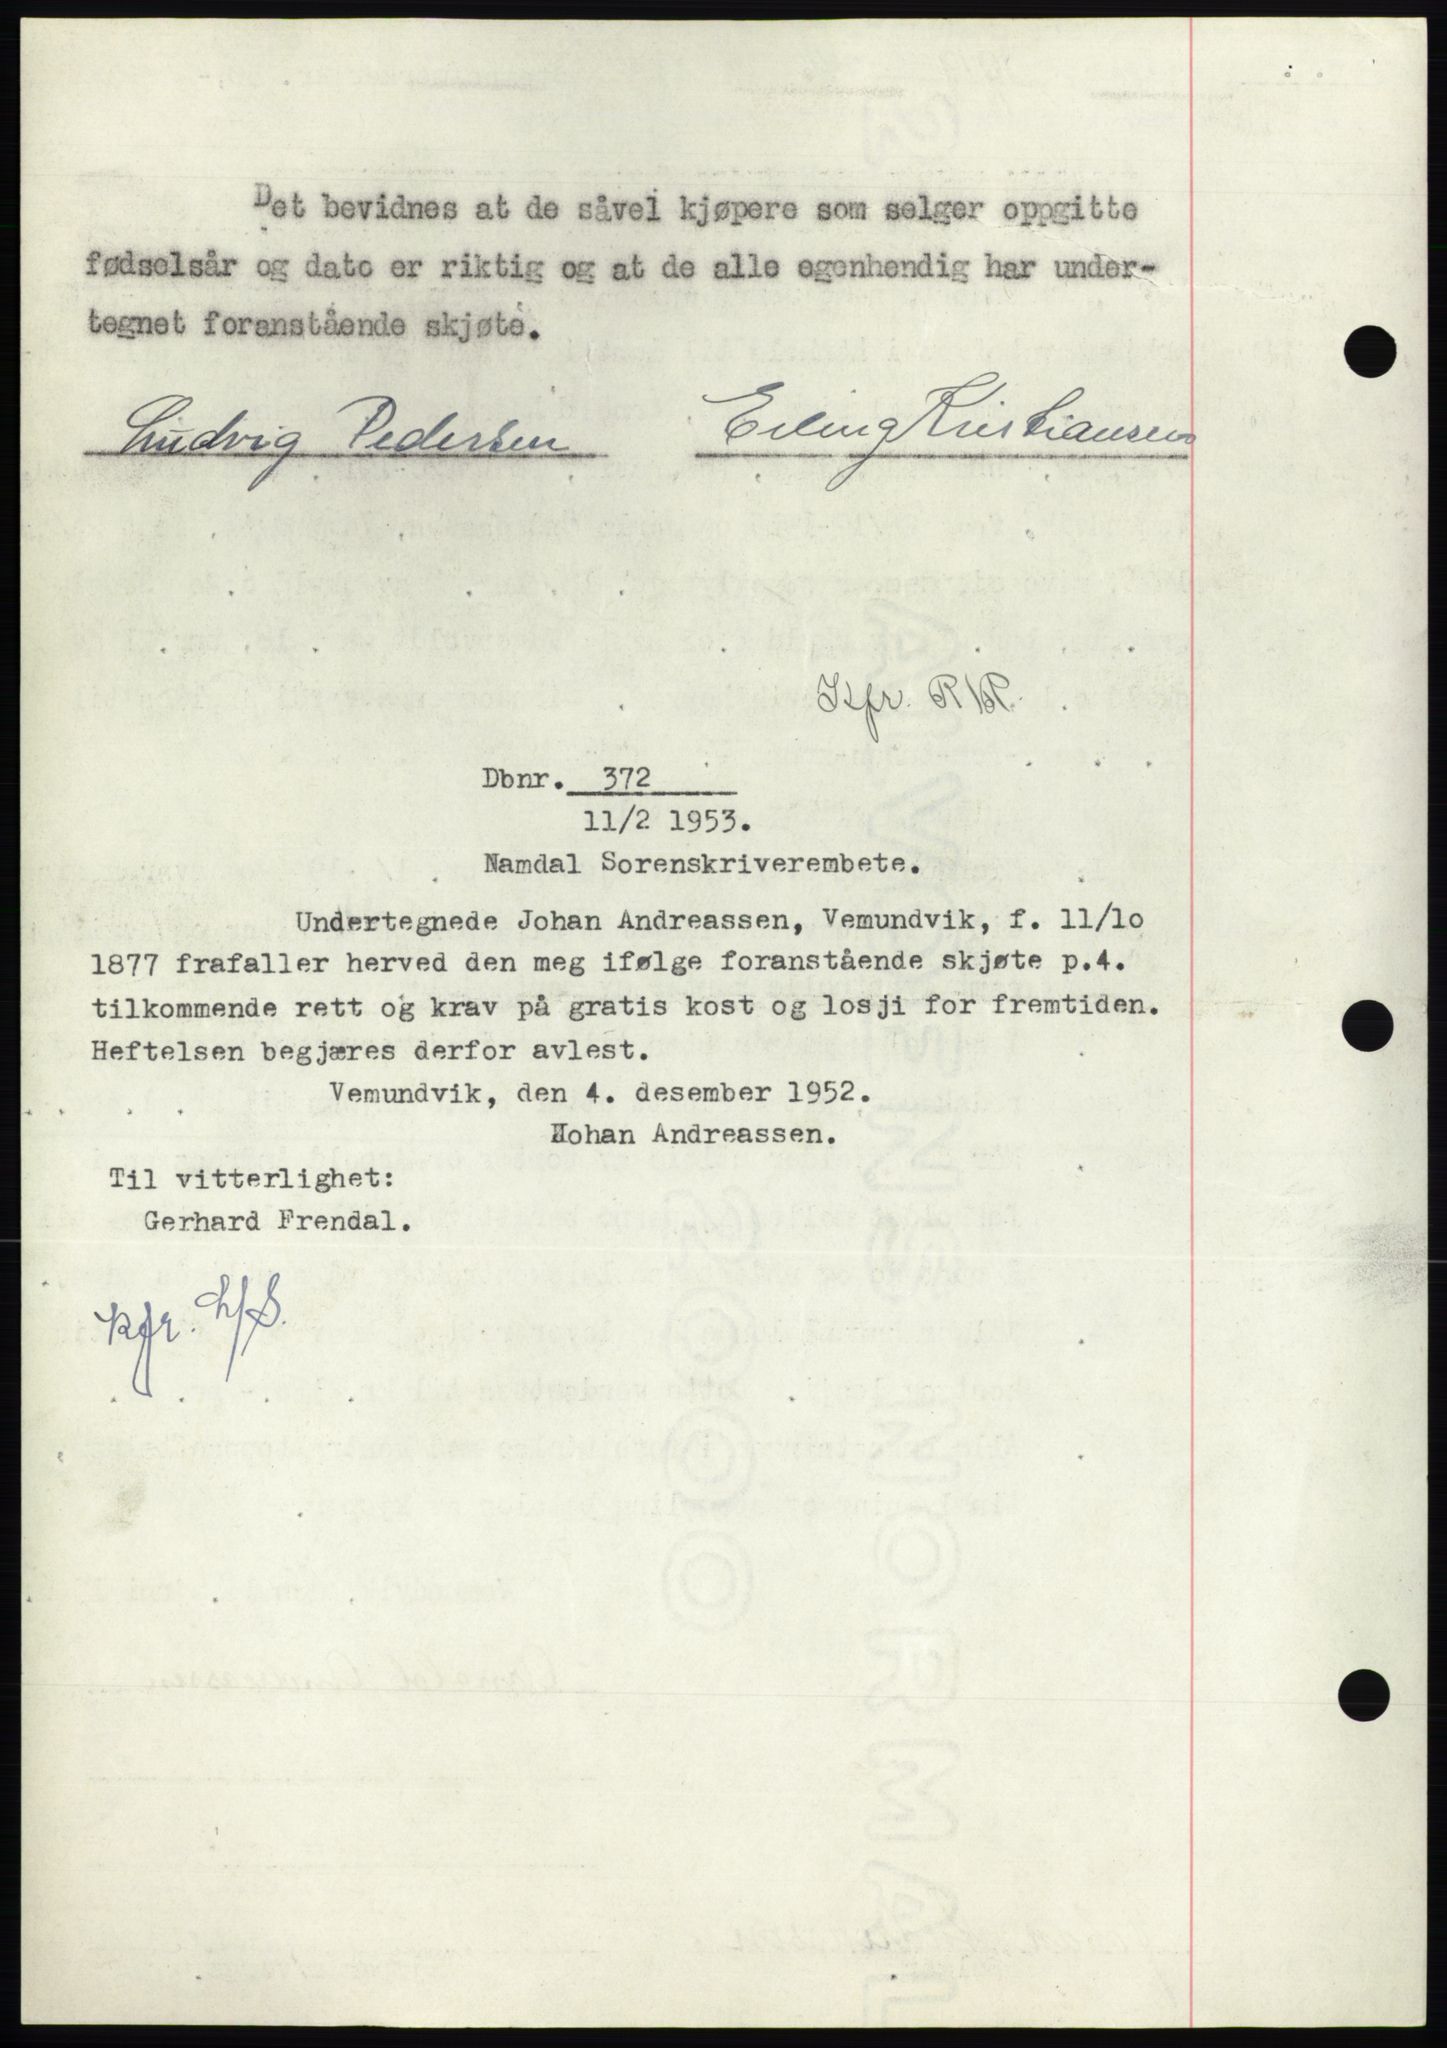 Det bevidnes at de såvel kjøpere som selger oppgitte
fødselsår og dato er riktig og at de alle egenhendig har under-
tegnet foranstående skjøte.
Ludvig Pedersen Erling Kristiansen
Kfr.
Dbnr. 372
11/2 1953.
Namdal Sorenskriverembete.
Undertegnede Johan Andreassen, Vemundvik, f. 11/10
1877 frafaller herved den meg ifølge foranstående skjøte p.4.
tilkommende rett og krav på gratis kost og losji for fremtiden.
Heftelsen begjæres derfor avlest.
Vemundvik, den 4. desember 1952.
Hohan Andreassen.
Til vitterlighet:
Gerhard Frendal.
Kfr.